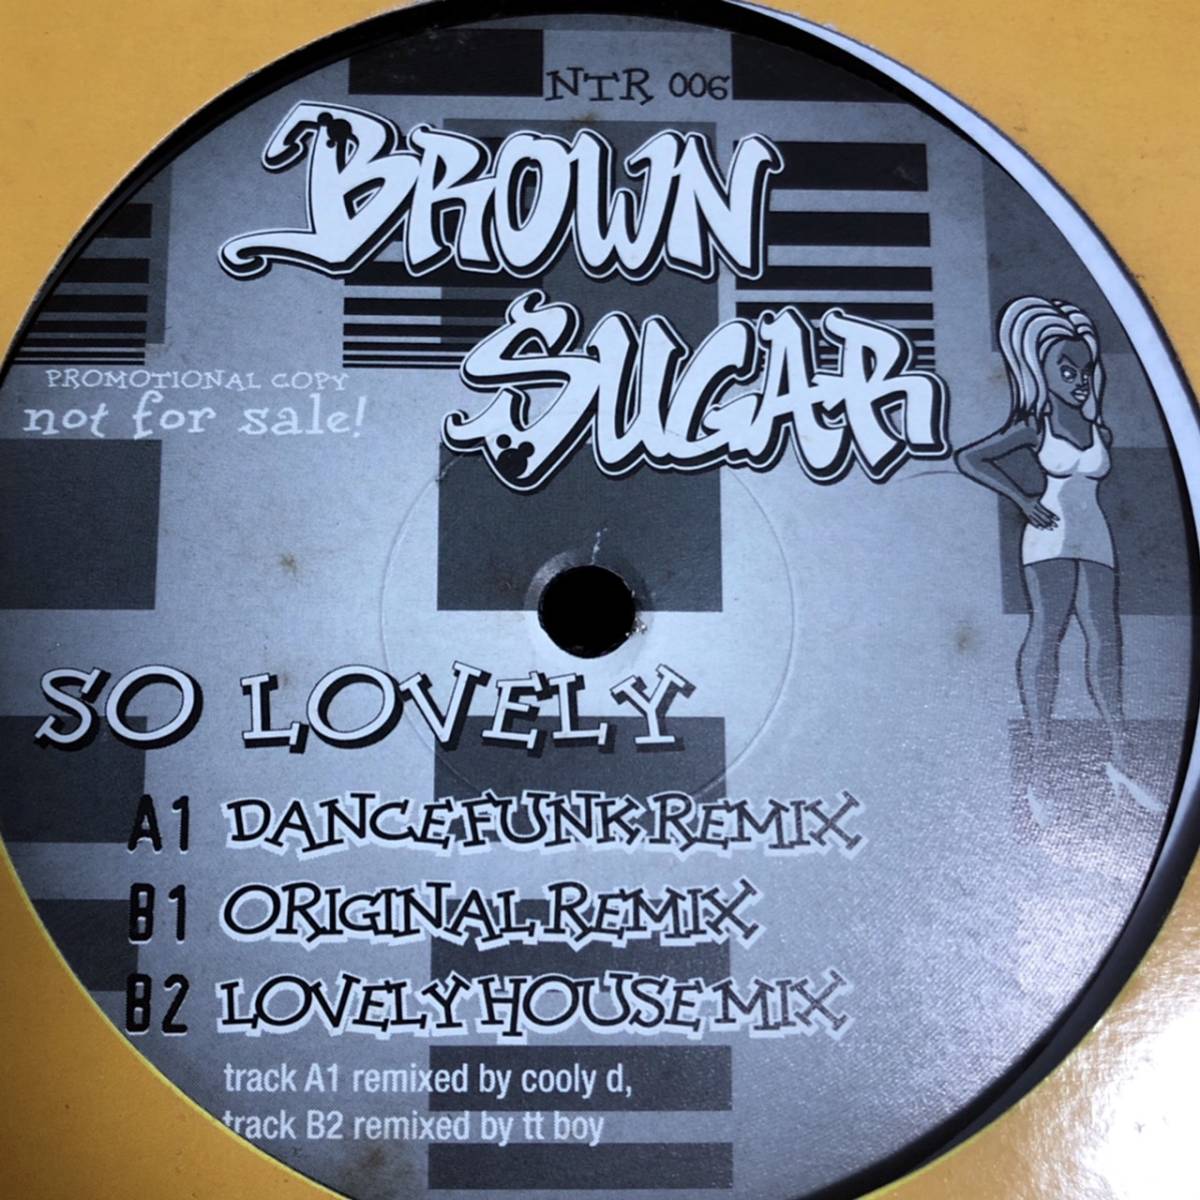 NTR 006
BROWN
SUGAR
PROMOTIONAL COPY
not for sale!
SO LOVELY
A1 DANCE FUNK REMIX
B1 ORIGINAL REMIX
B2 LOVELY HOUSE MIX
track A1 remixed by cooly d,
track B2 remixed by tt boy